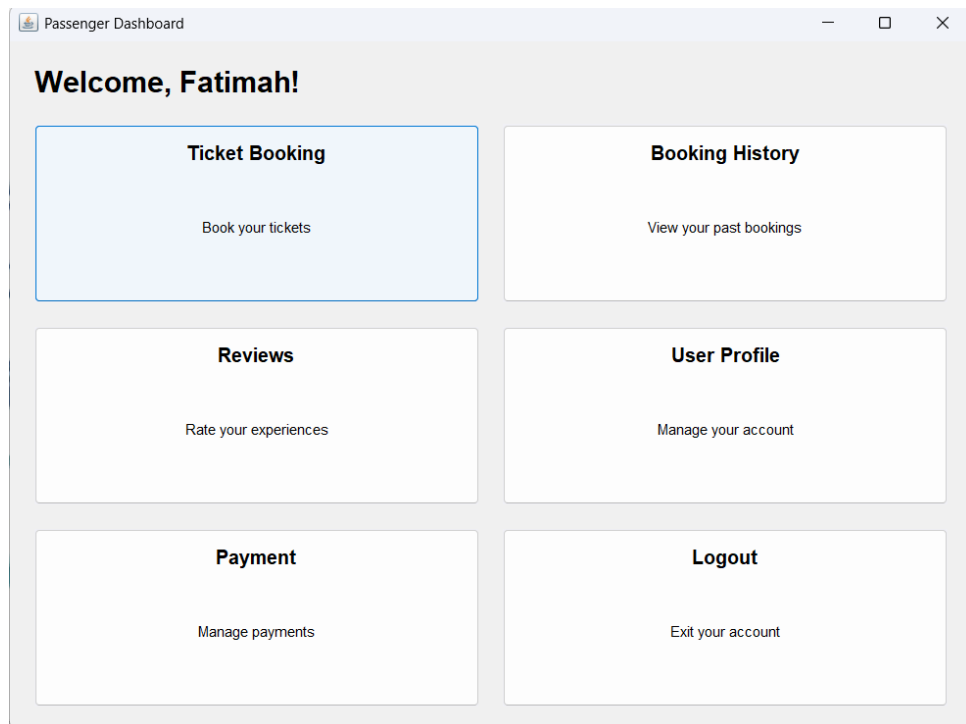 Passenger Dashboard
Welcome, Fatimah!
Ticket Booking
Book your tickets
Booking History
View your past bookings
Reviews
Rate your experiences
User Profile
Manage your account
Payment
Manage payments
Logout
Exit your account